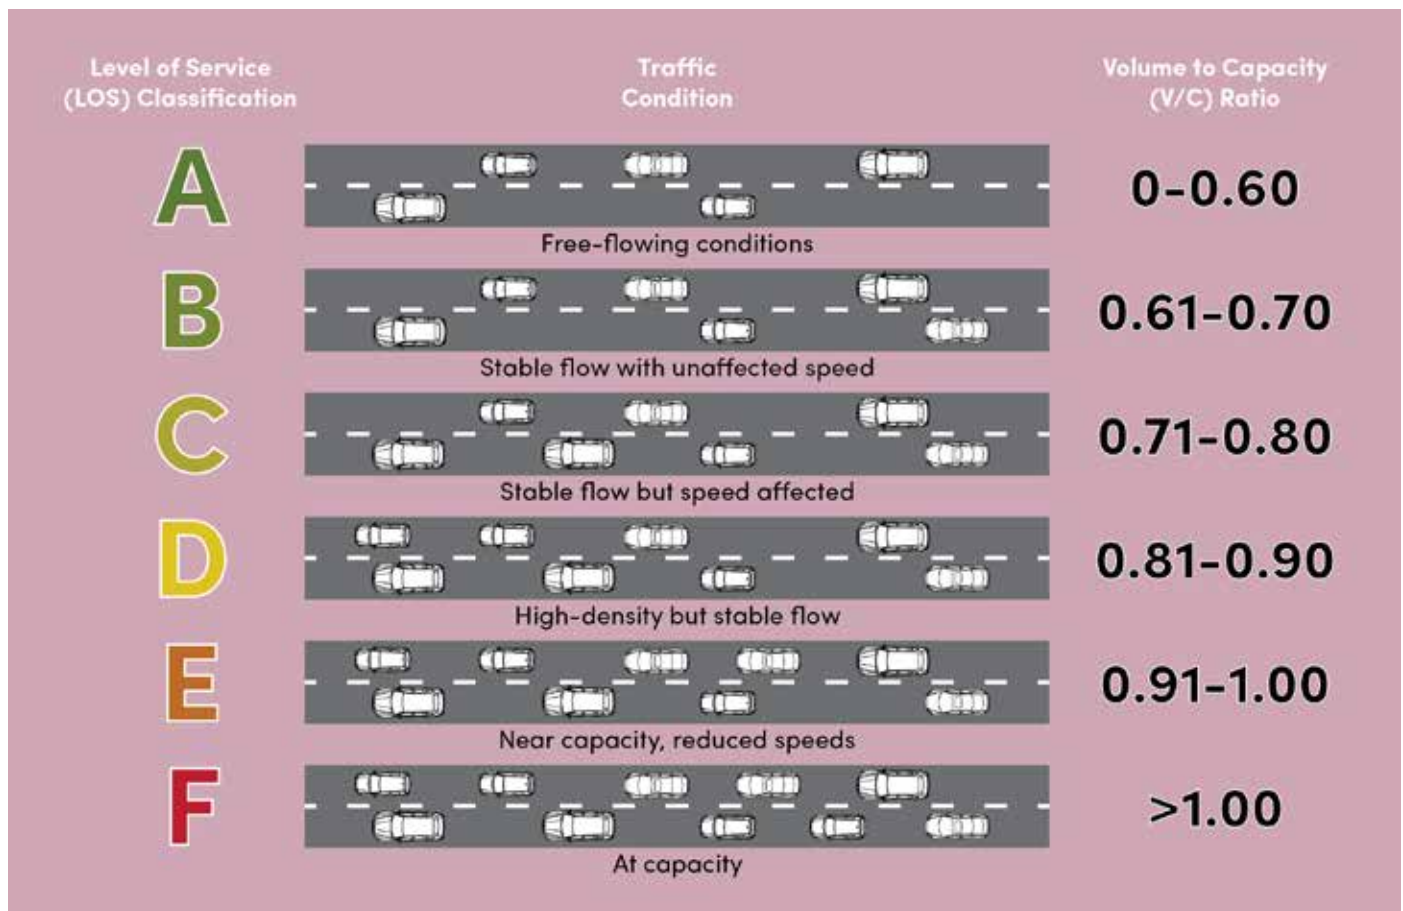 Level of Service
(LOS) Classification
Traffic
Condition
Volume to Capacity
(V/C) Ratio
A
0-0.60
Free-flowing conditions
B
0.61-0.70
Stable flow with unaffected speed
C
0.71-0.80
Stable flow but speed affected
D
0.81-0.90
High-density but stable flow
E
0.91-1.00
Near capacity, reduced speeds
F
>1.00
At capacity